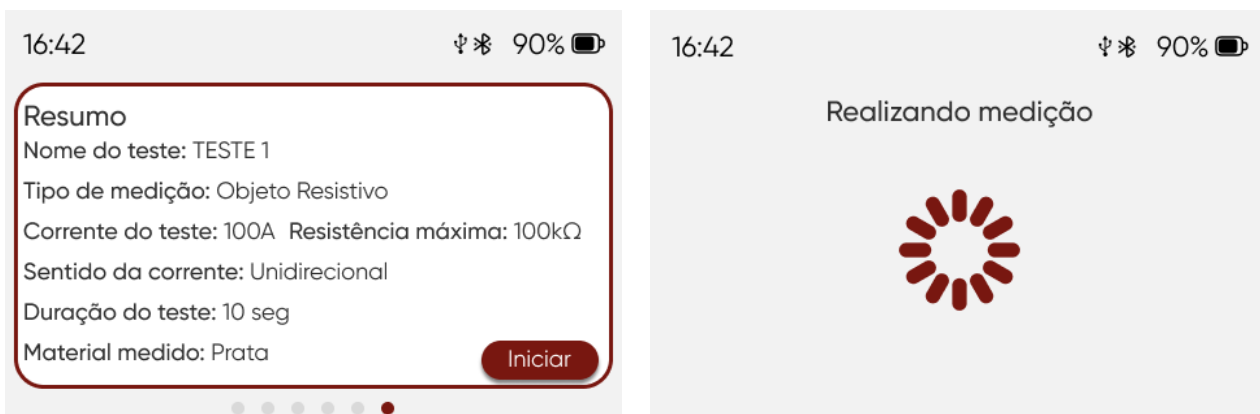 16:42 90%
Resumo
Nome do teste: TESTE 1
Tipo de medição: Objeto Resistivo
Corrente do teste: 100A Resistência máxima: 100kΩ
Sentido da corrente: Unidirecional
Duração do teste: 10 seg
Material medido: Prata
Iniciar
16:42 90%
Realizando medição